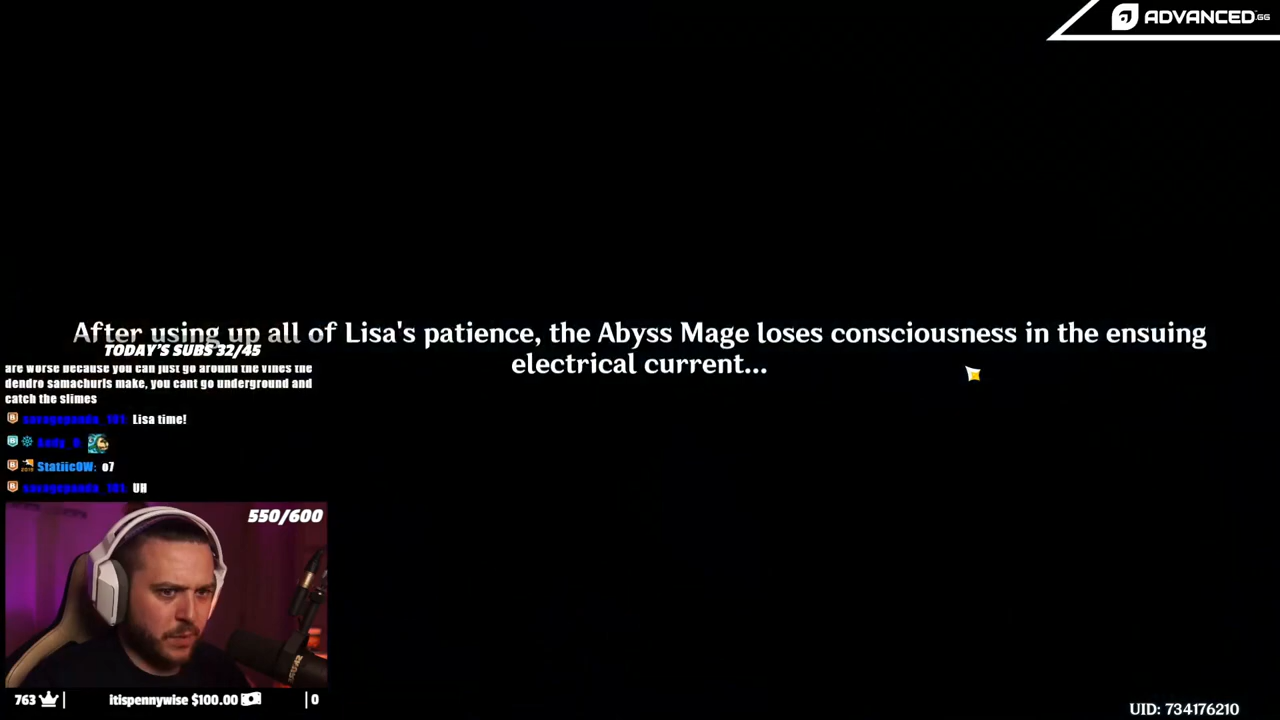 ADVANCED.GG
After using up all of Lisa's patience, the Abyss Mage loses consciousness in the ensuing
electrical current...
TODAY'S SUBS 32/45
are worse because you can just go around the vines the
dendro samachurls make, you cant go underground and
catch the slimes
Lisa time!
StatiicOW: o7
UH
550/600
763
itispennywise $100.00
0
UID: 734176210